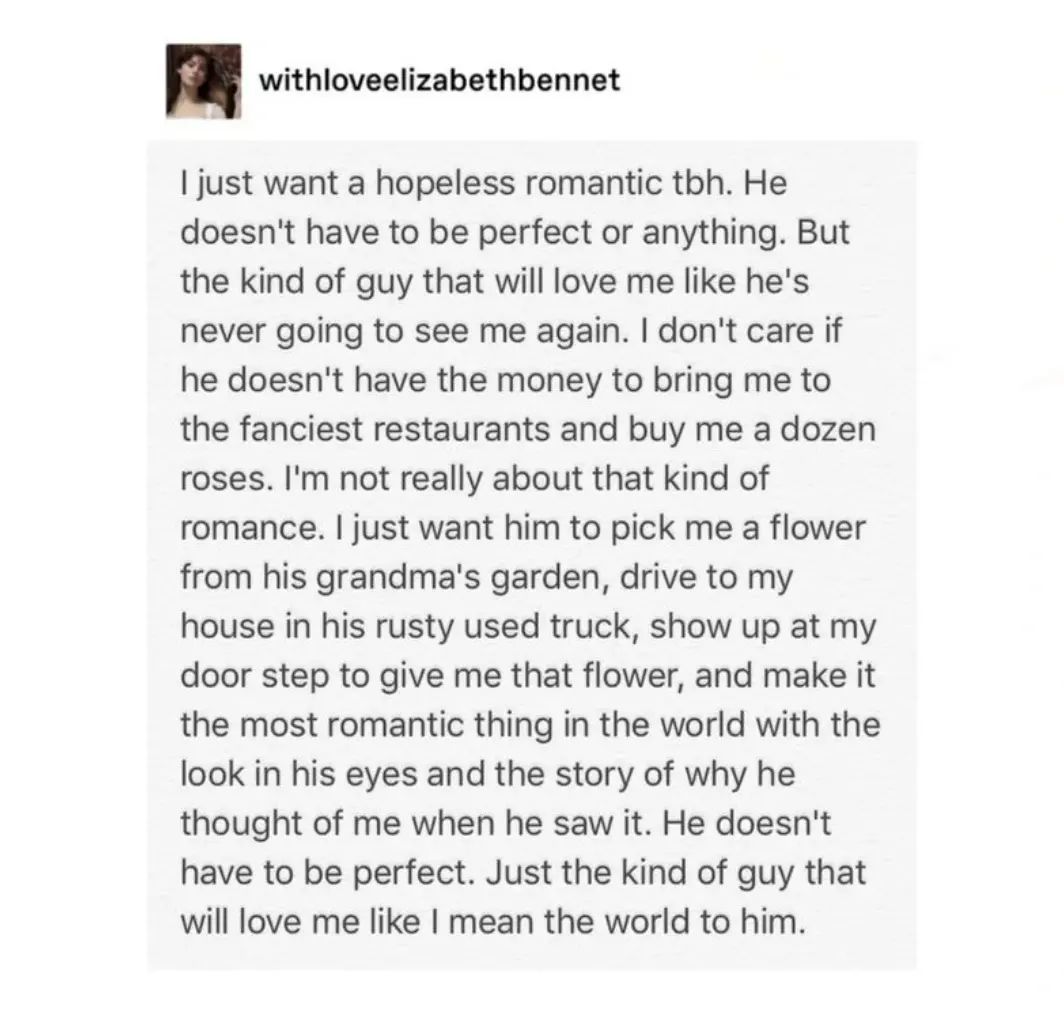 withloveelizabethbennet
I just want a hopeless romantic tbh. He
doesn't have to be perfect or anything. But
the kind of guy that will love me like he's
never going to see me again. I don't care if
he doesn't have the money to bring me to
the fanciest restaurants and buy me a dozen
roses. I'm not really about that kind of
romance. I just want him to pick me a flower
from his grandma's garden, drive to my
house in his rusty used truck, show up at my
door step to give me that flower, and make it
the most romantic thing in the world with the
look in his eyes and the story of why he
thought of me when he saw it. He doesn't
have to be perfect. Just the kind of guy that
will love me like I mean the world to him.